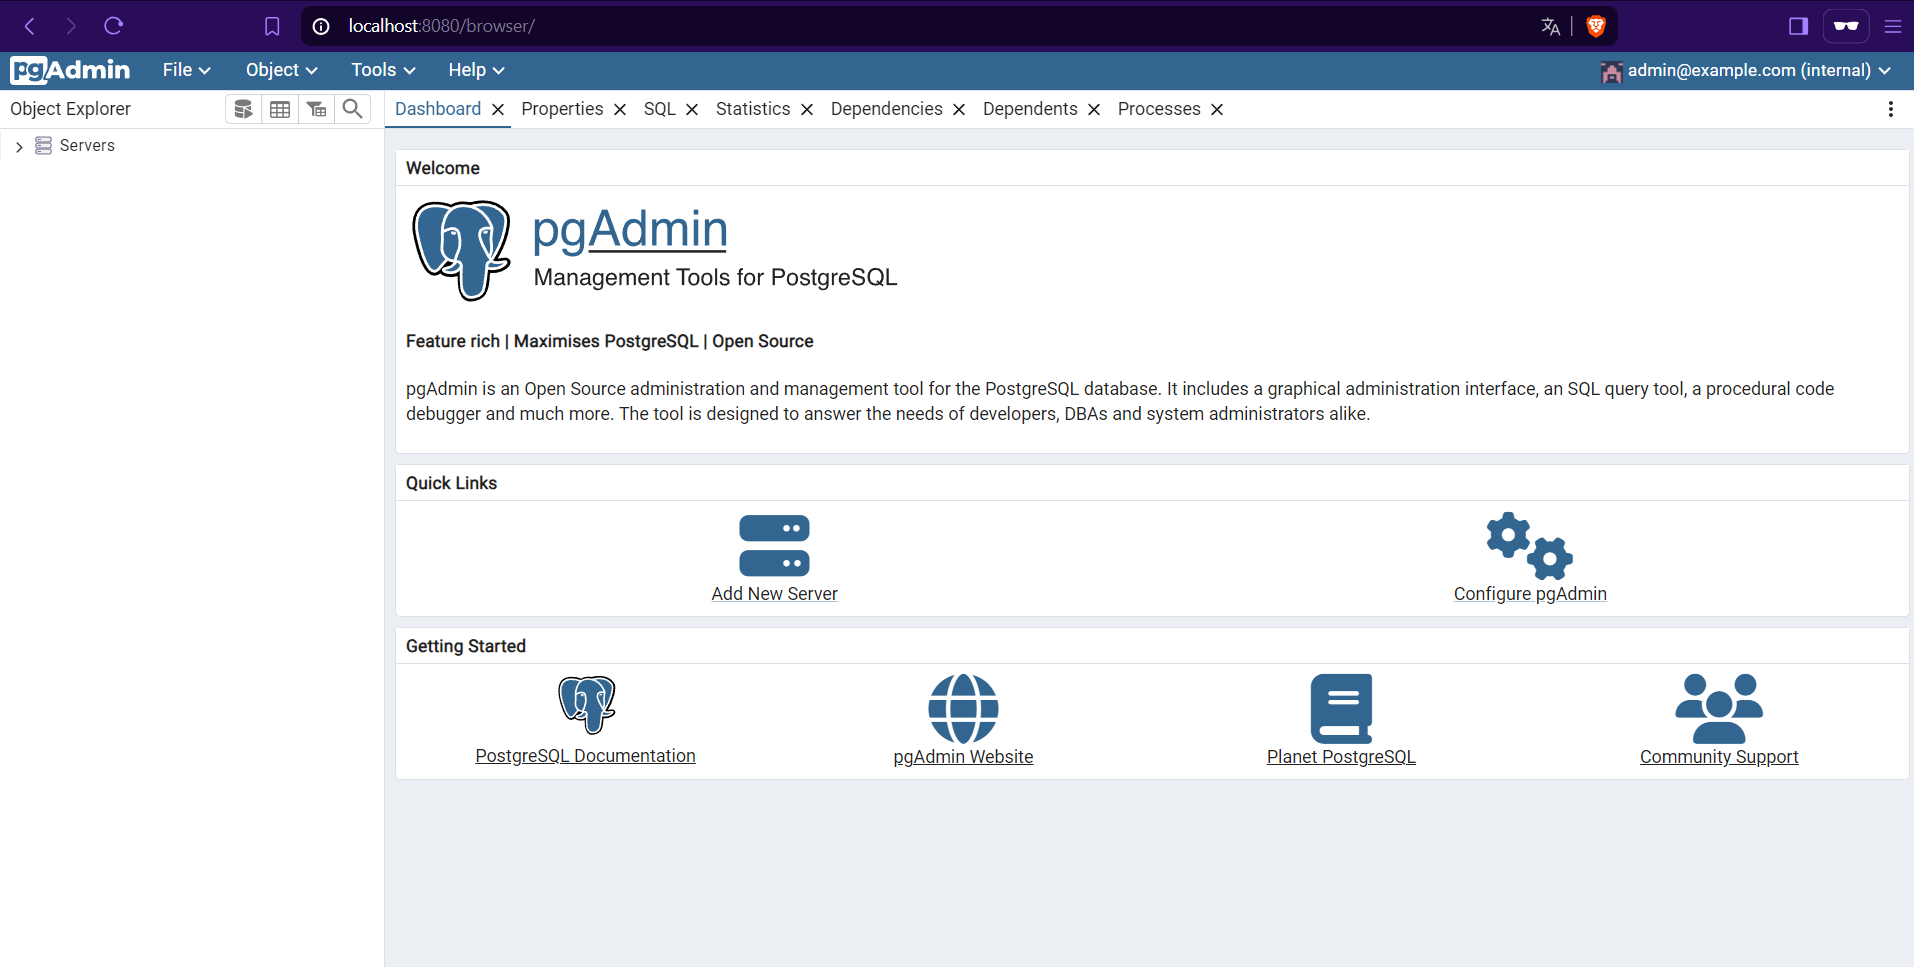 localhost:8080/browser/
pgAdmin File Object Tools Help admin@example.com (internal)
Object Explorer
Dashboard Properties SQL Statistics Dependencies Dependents Processes
Servers
Welcome
pgAdmin
Management Tools for PostgreSQL
Feature rich | Maximises PostgreSQL | Open Source
pgAdmin is an Open Source administration and management tool for the PostgreSQL database. It includes a graphical administration interface, an SQL query tool, a procedural code
debugger and much more. The tool is designed to answer the needs of developers, DBAs and system administrators alike.
Quick Links
Add New Server Configure pgAdmin
Getting Started
PostgreSQL Documentation pgAdmin Website Planet PostgreSQL Community Support